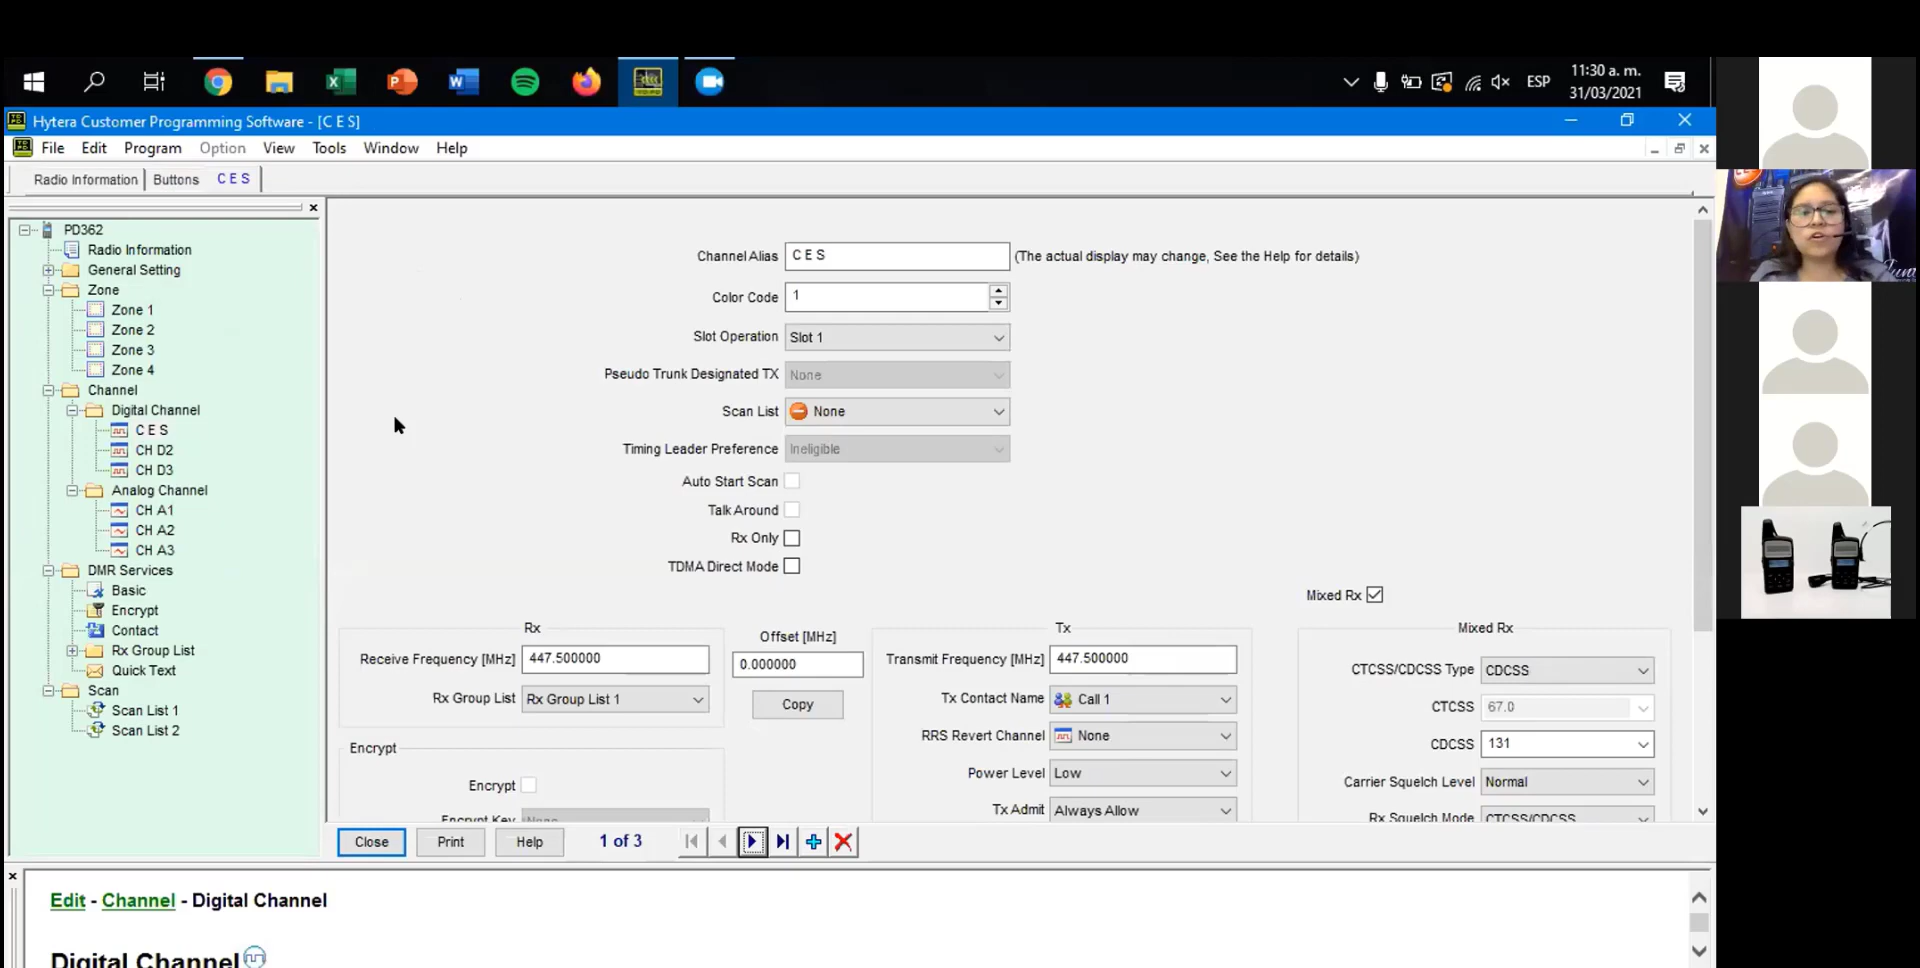 ESP
11:30 a. m.
31/03/2021
Hytera Customer Programming Software - [C E S]
File Edit Program Option View Tools Window Help
Radio Information Buttons C E S
PD362
Radio Information
General Setting
Zone
Zone 1
Zone 2
Zone 3
Zone 4
Channel
Digital Channel
C E S
CH D2
CH D3
Analog Channel
CH A1
CH A2
CH A3
DMR Services
Basic
Encrypt
Contact
Rx Group List
Quick Text
Scan
Scan List 1
Scan List 2
Channel Alias C E S (The actual display may change, See the Help for details)
Color Code 1
Slot Operation Slot 1
Pseudo Trunk Designated TX None
Scan List None
Timing Leader Preference Ineligible
Auto Start Scan
Talk Around
Rx Only
TDMA Direct Mode
Mixed Rx
Rx
Receive Frequency [MHz] 447.500000
Rx Group List Rx Group List 1
Offset [MHz]
0.000000
Copy
Tx
Transmit Frequency [MHz] 447.500000
Tx Contact Name Call 1
RRS Revert Channel None
Power Level Low
Tx Admit Always Allow
Mixed Rx
CTCSS/CDCSS Type CDCSS
CTCSS 67.0
CDCSS 131
Carrier Squelch Level Normal
Rx Squelch Mode CTCSS/CDCSS
Encrypt
Encrypt
Encrypt Key None
Close Print Help 1 of 3
Edit - Channel - Digital Channel
Digital Channel